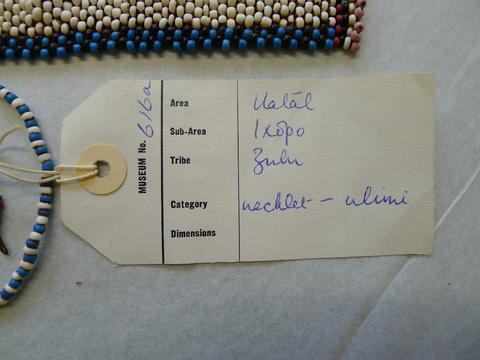 MUSEUM No. 616a
Area Natal
Sub-Area Ixopo
Tribe Zulu
Category necklet - ulimi
Dimensions